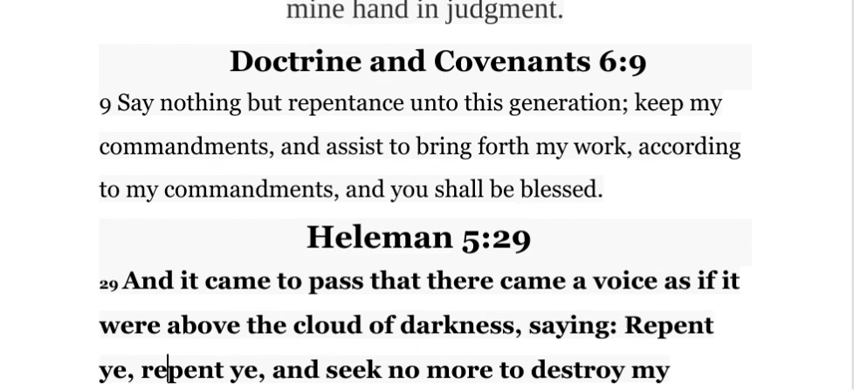 mine hand in judgment.
Doctrine and Covenants 6:9
9 Say nothing but repentance unto this generation; keep my
commandments, and assist to bring forth my work, according
to my commandments, and you shall be blessed.
Heleman 5:29
29 And it came to pass that there came a voice as if it
were above the cloud of darkness, saying: Repent
ye, repent ye, and seek no more to destroy my